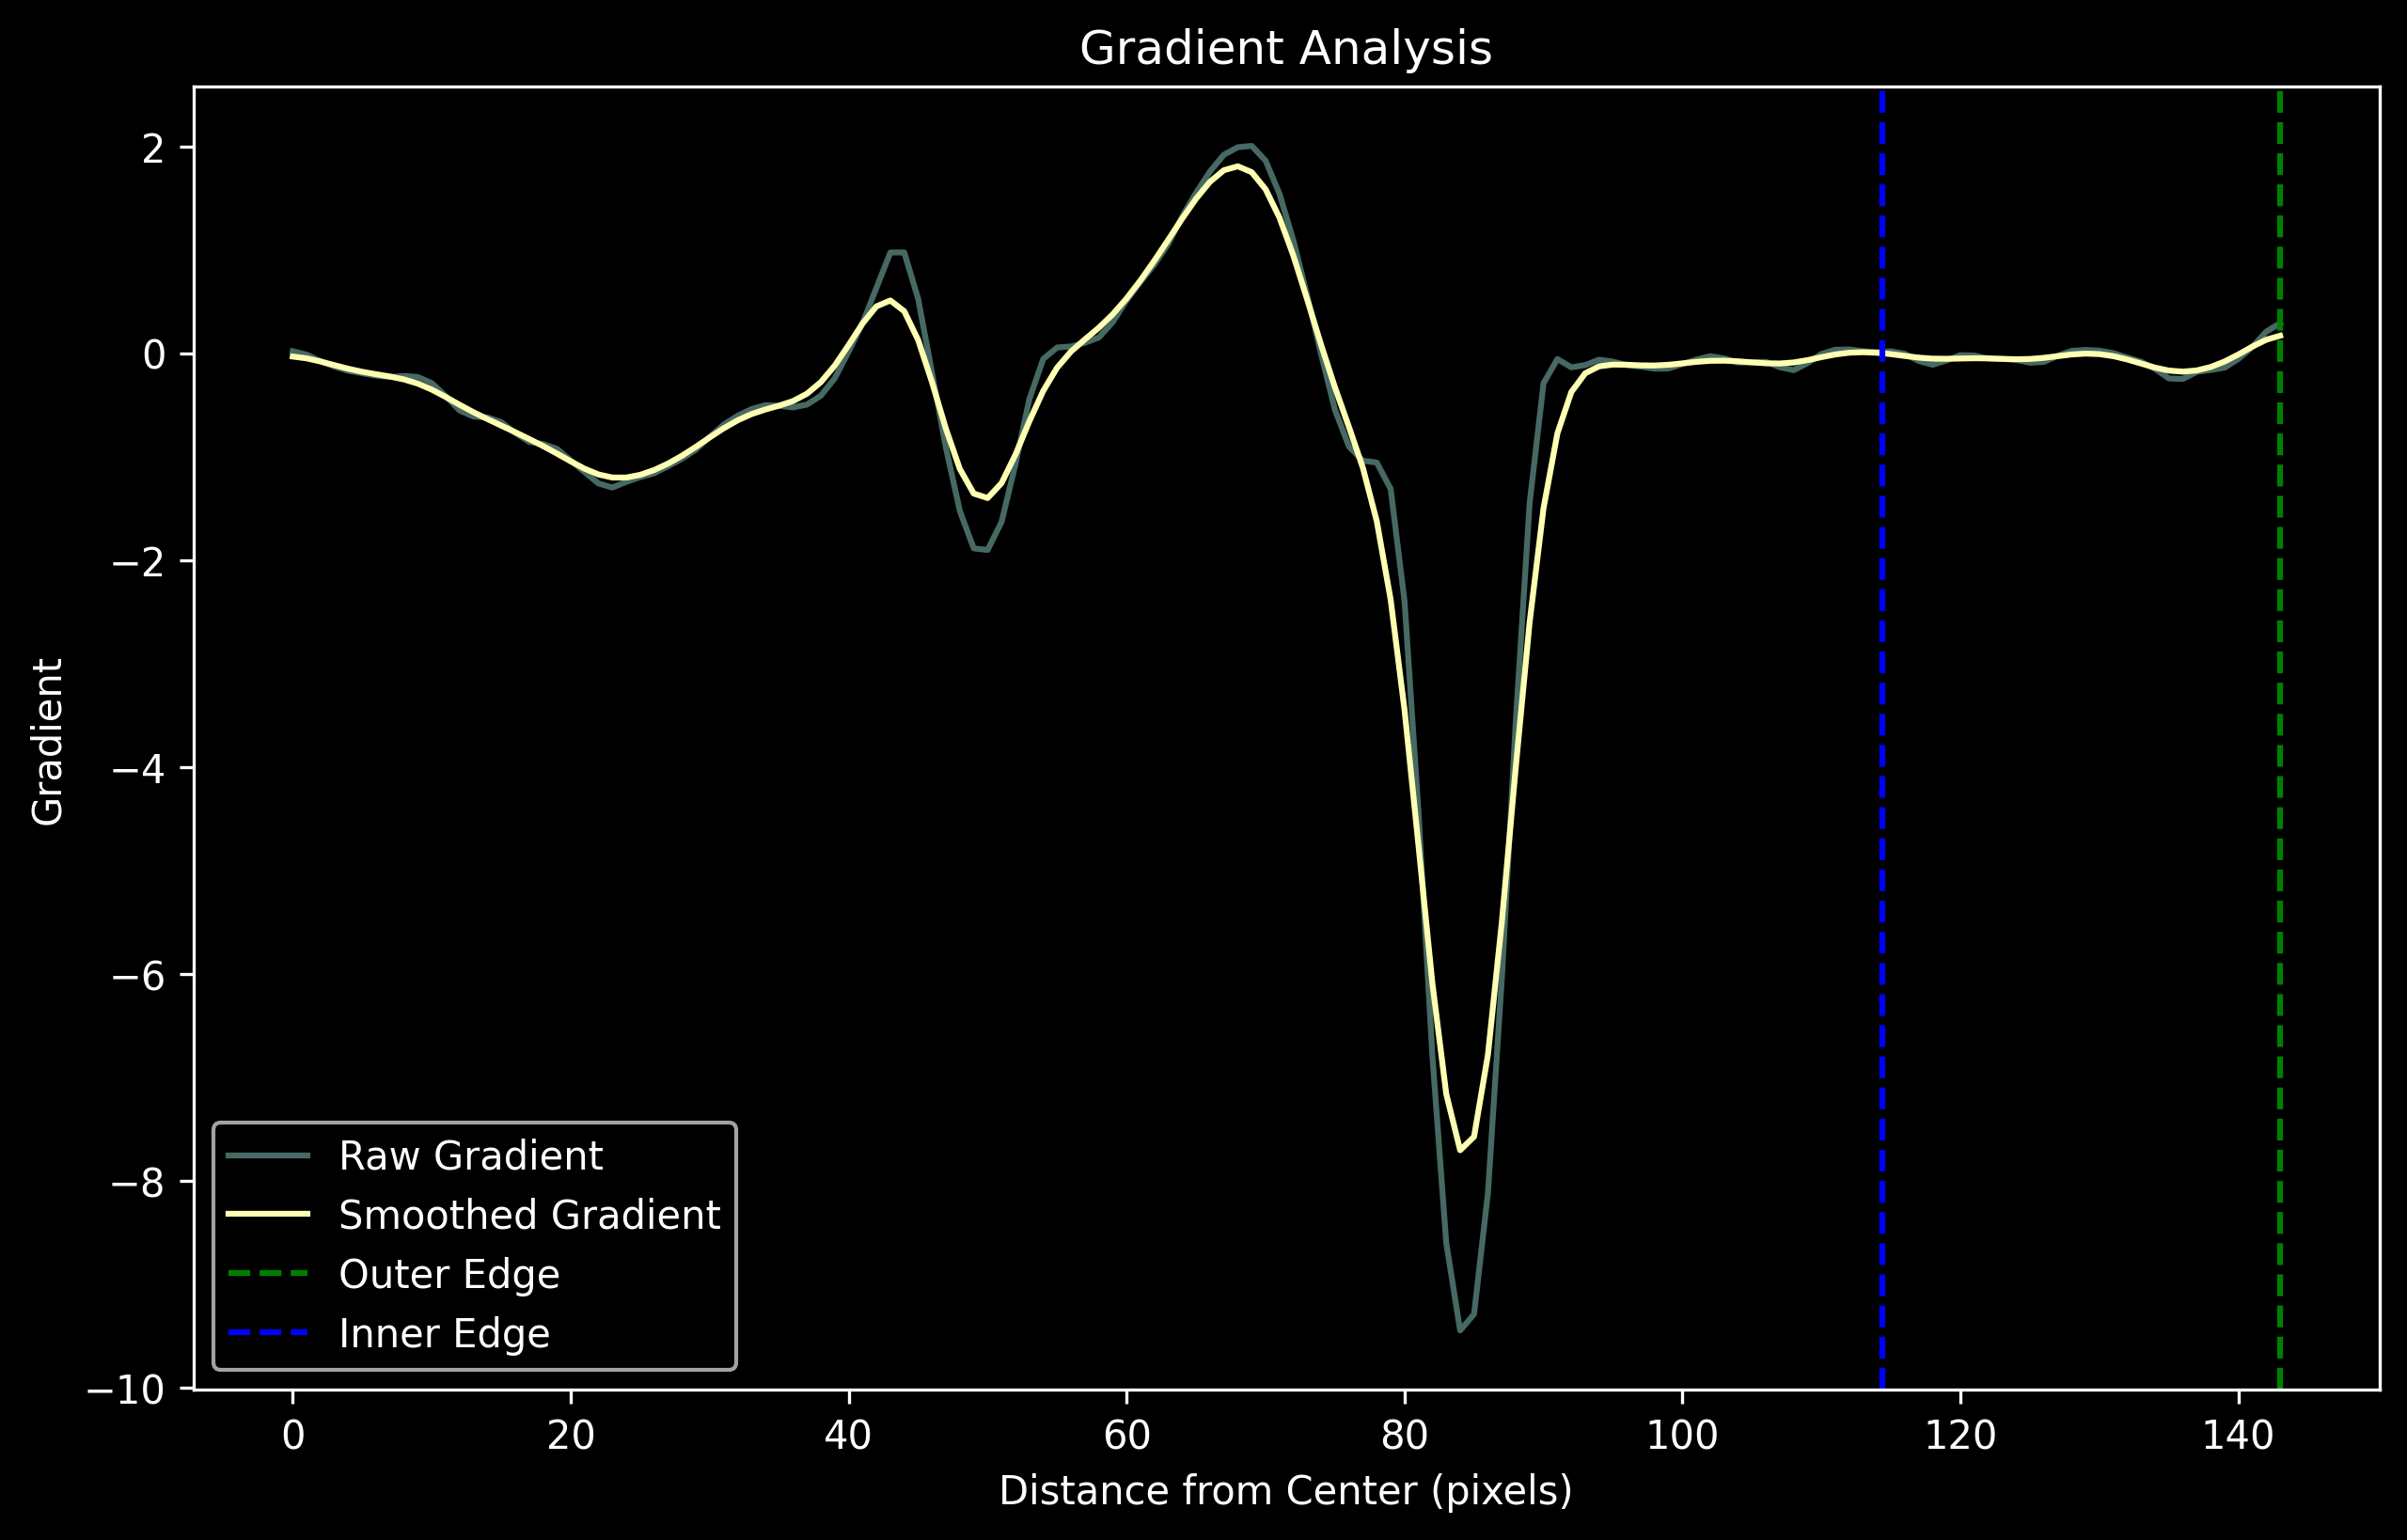 Gradient Analysis
2
0
−2
−4
−6
−8
−10
Gradient
Raw Gradient
Smoothed Gradient
Outer Edge
Inner Edge
0 20 40 60 80 100 120 140
Distance from Center (pixels)